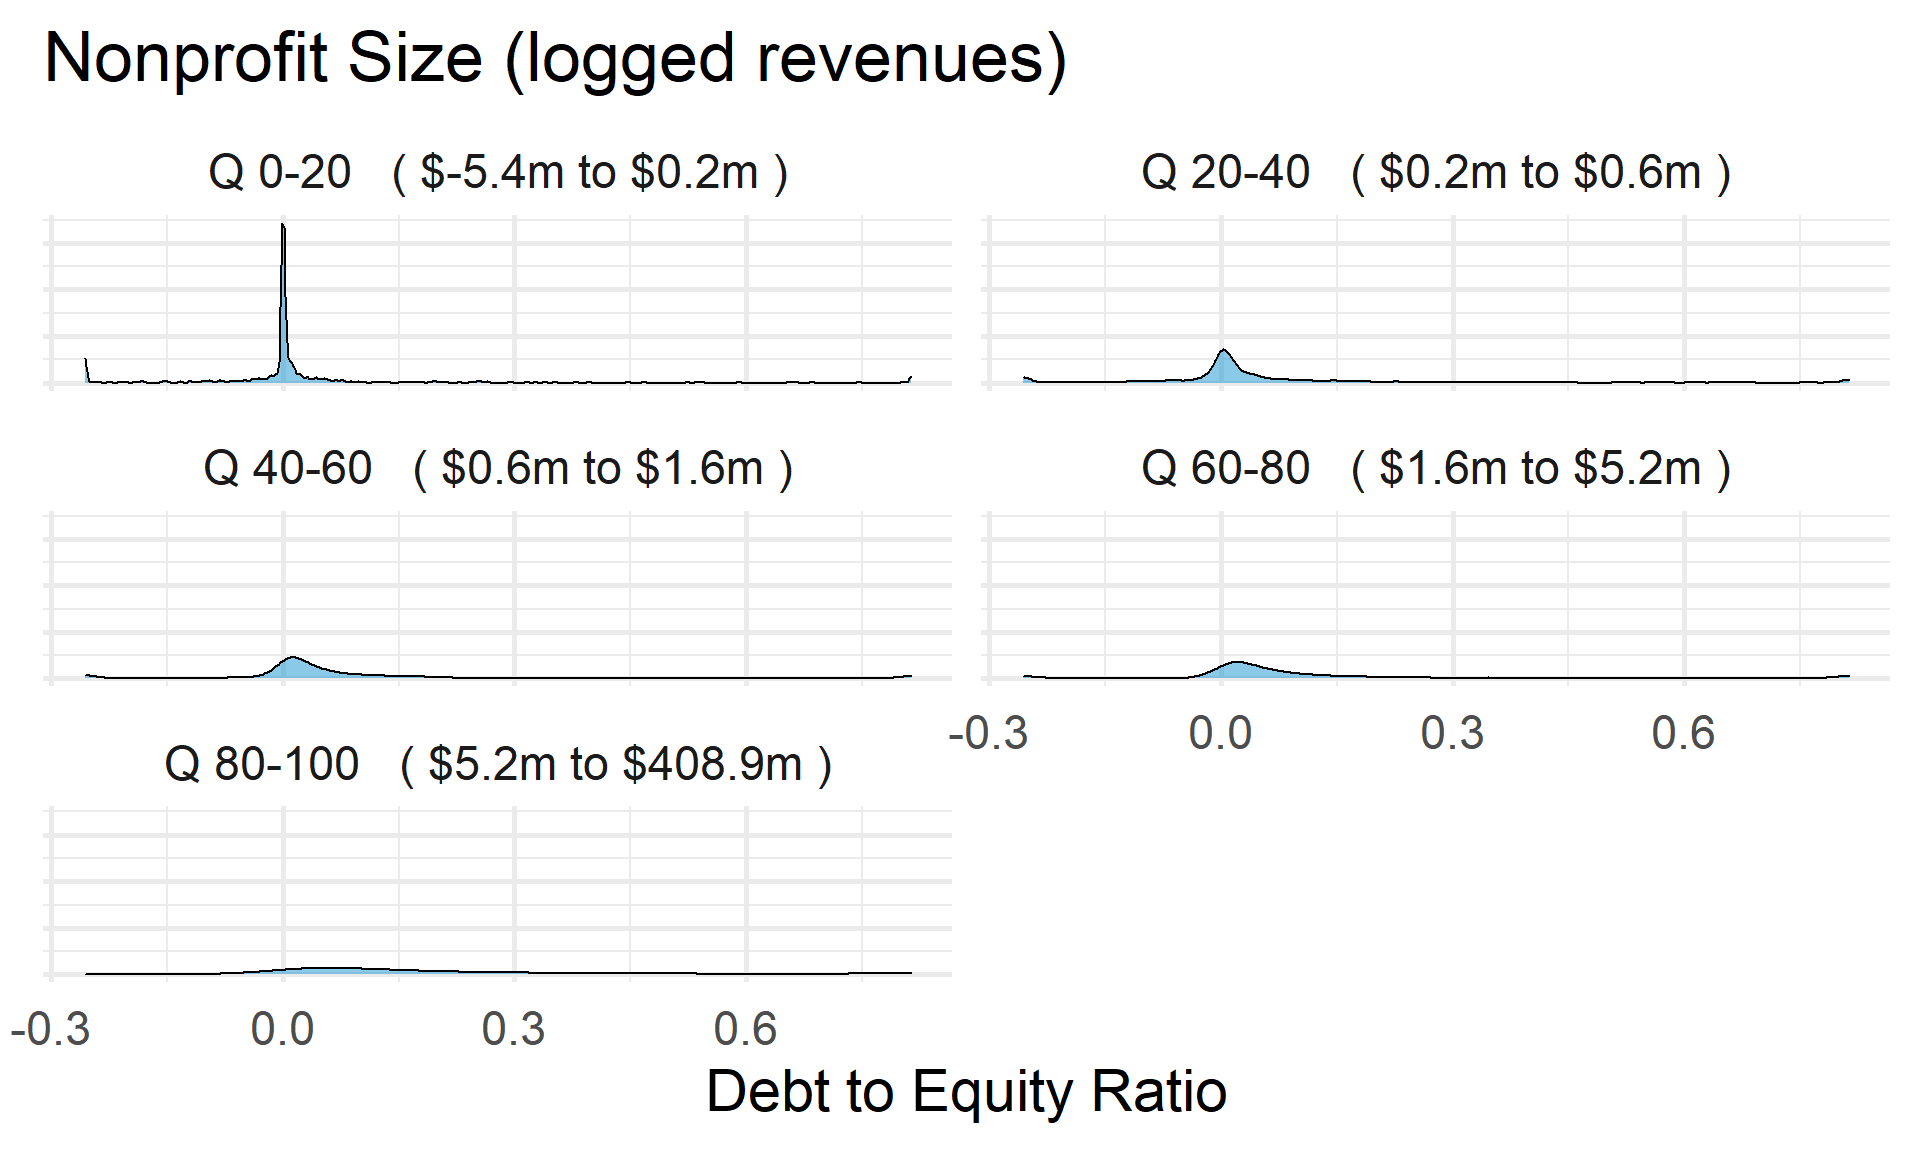 Nonprofit Size (logged revenues)
Q 0-20 ( $-5.4m to $0.2m )
Q 20-40 ( $0.2m to $0.6m )
Q 40-60 ( $0.6m to $1.6m )
Q 60-80 ( $1.6m to $5.2m )
-0.3 0.0 0.3 0.6
Q 80-100 ( $5.2m to $408.9m )
-0.3 0.0 0.3 0.6
Debt to Equity Ratio